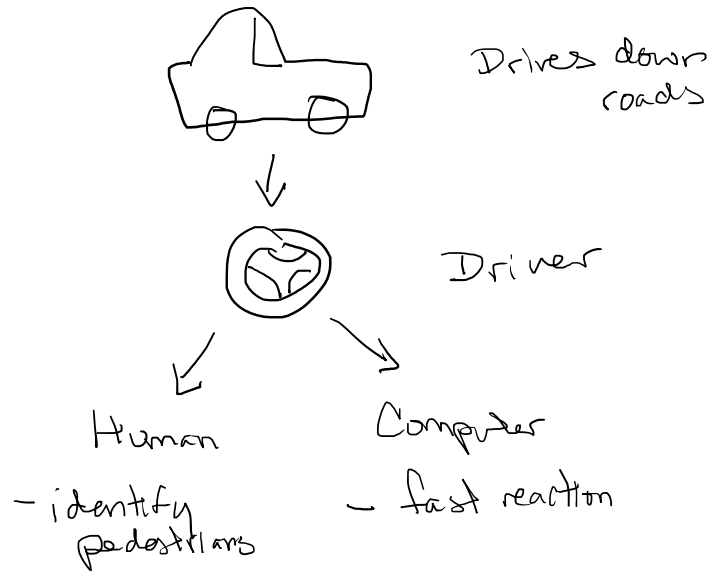 Drives down
roads
Driver
Human
Computer
- identify
pedestrians
- fast reaction